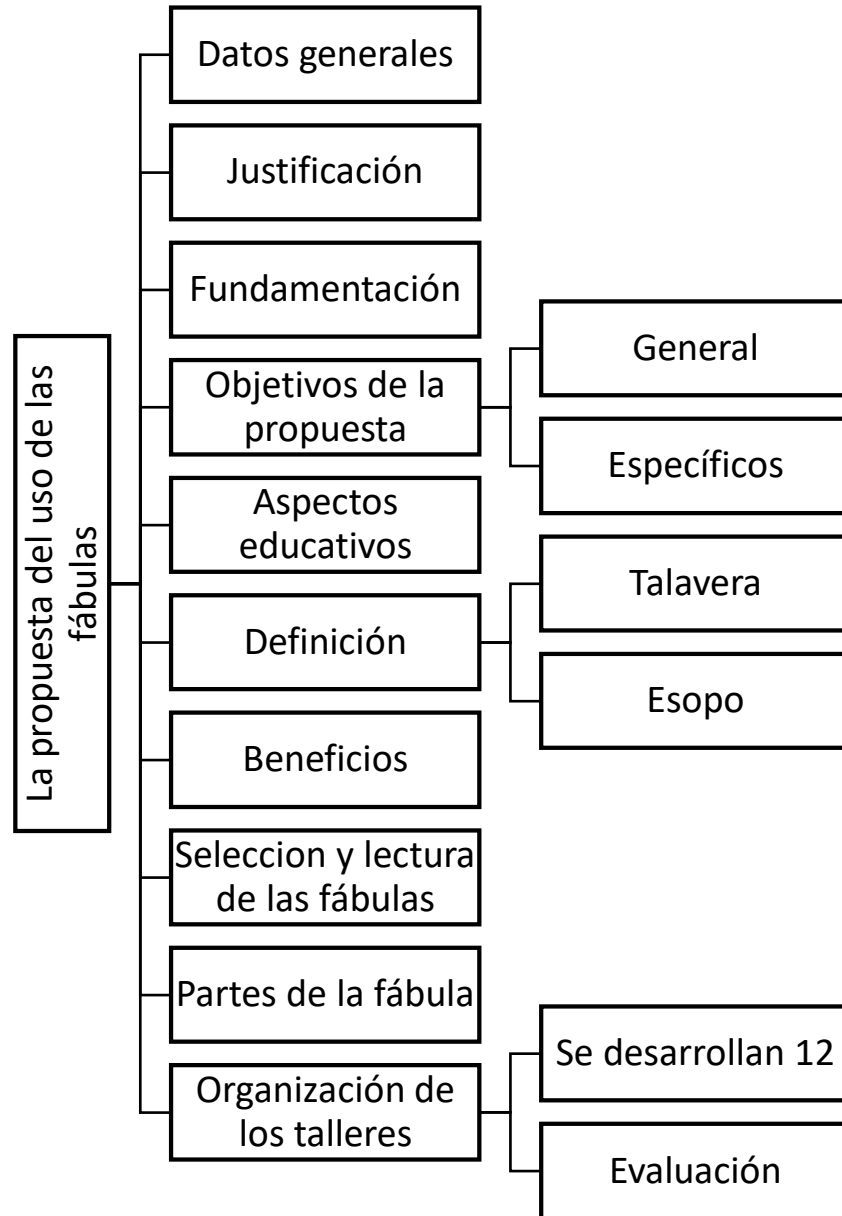 La propuesta del uso de las
fábulas
Datos generales
Justificación
Fundamentación
Objetivos de la
propuesta
General
Específicos
Aspectos
educativos
Definición
Talavera
Esopo
Beneficios
Seleccion y lectura
de las fábulas
Partes de la fábula
Organización de
los talleres
Se desarrollan 12
Evaluación